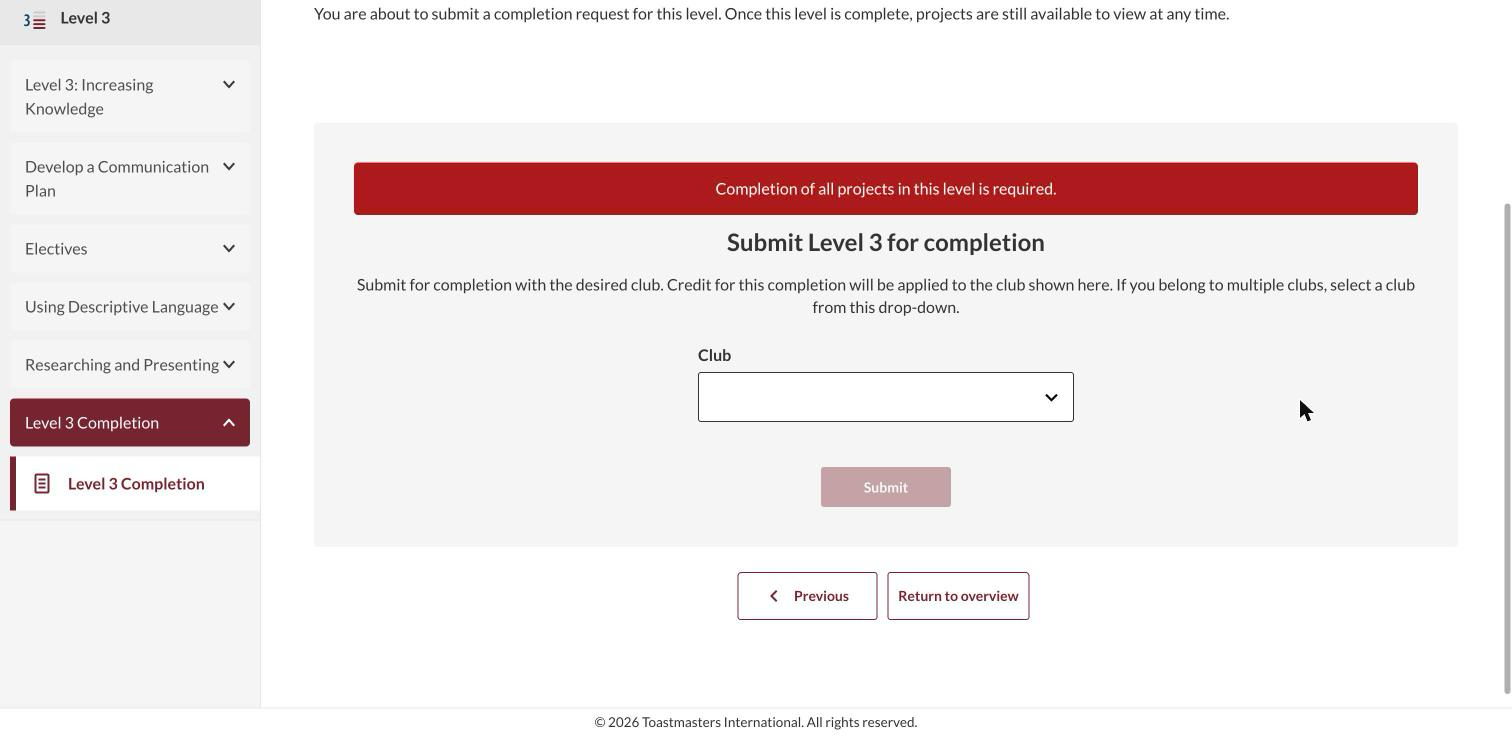 3 Level 3
Level 3: Increasing
Knowledge
Develop a Communication
Plan
Electives
Using Descriptive Language
Researching and Presenting
Level 3 Completion
Level 3 Completion
You are about to submit a completion request for this level. Once this level is complete, projects are still available to view at any time.
Completion of all projects in this level is required.
Submit Level 3 for completion
Submit for completion with the desired club. Credit for this completion will be applied to the club shown here. If you belong to multiple clubs, select a club
from this drop-down.
Club
Submit
Previous
Return to overview
© 2026 Toastmasters International. All rights reserved.